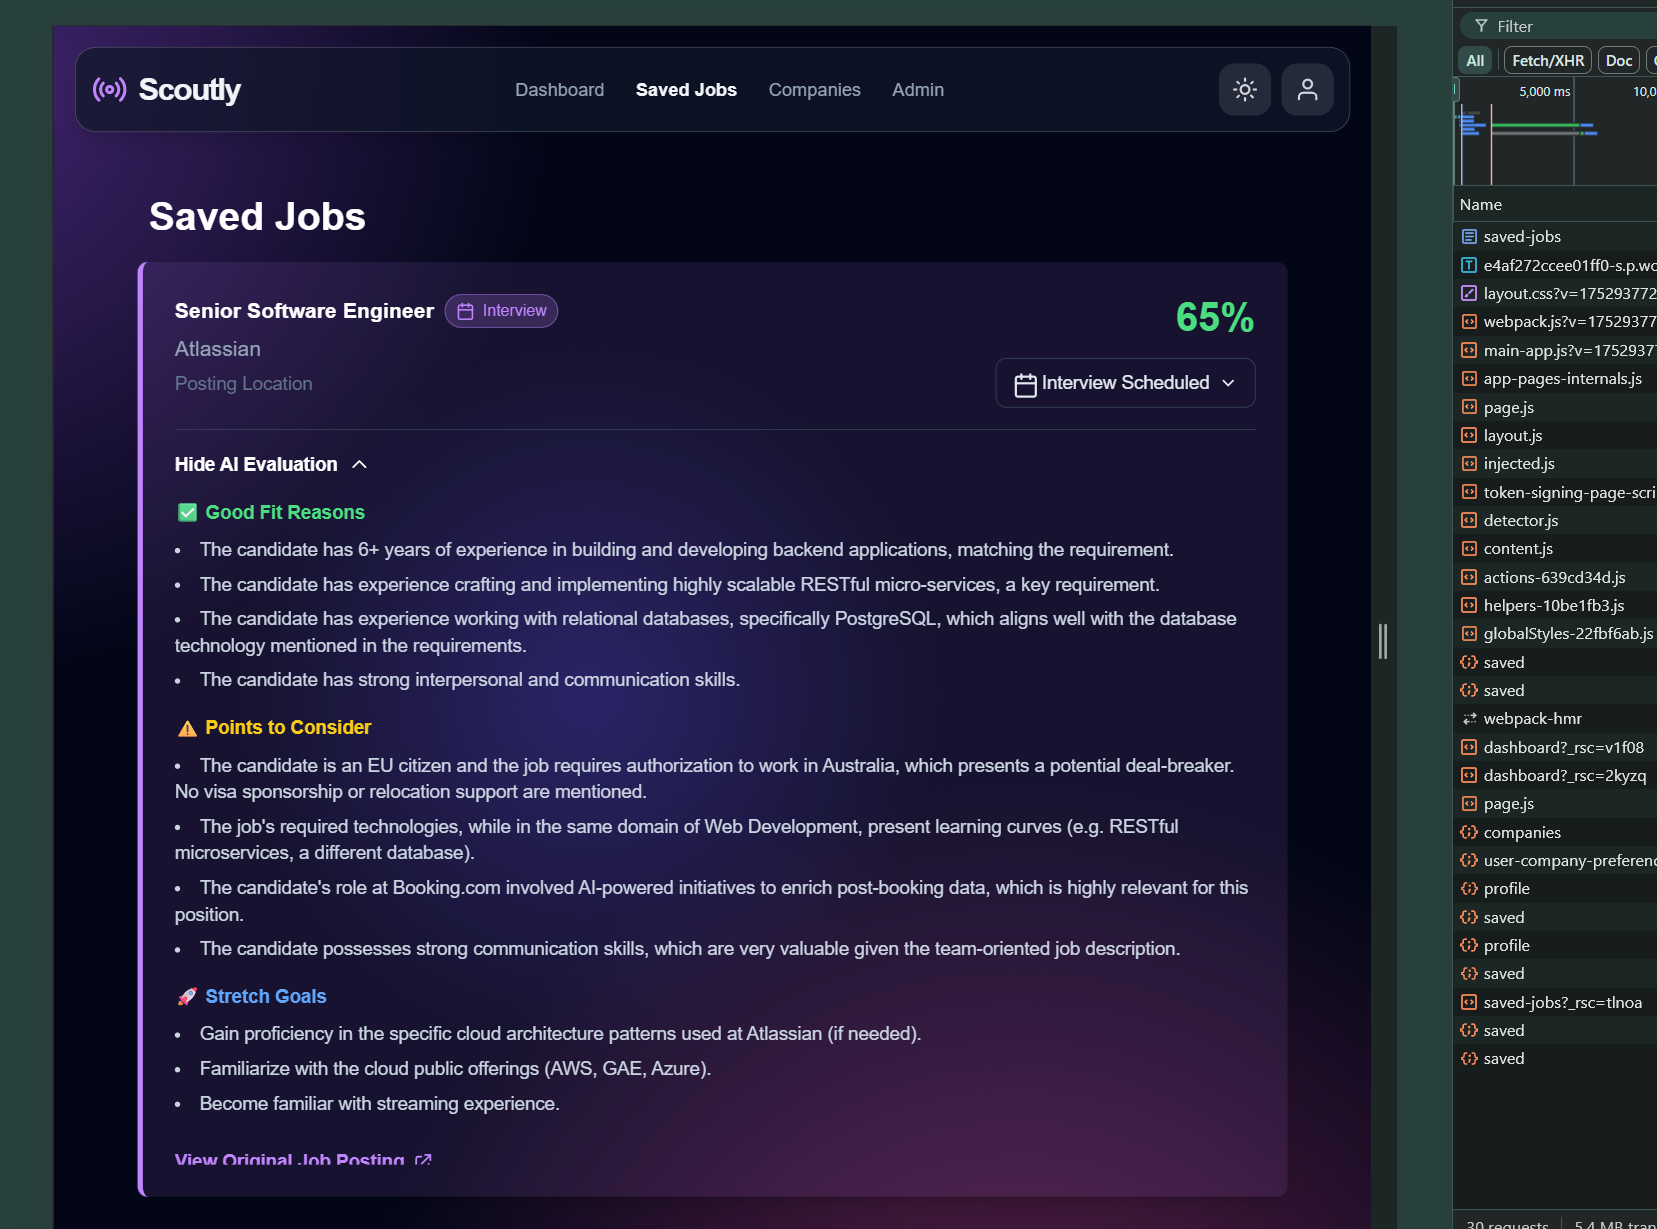 Scoutly
Dashboard
Saved Jobs
Companies
Admin
Saved Jobs
Senior Software Engineer
Interview
65%
Atlassian
Posting Location
Interview Scheduled
Hide AI Evaluation
Good Fit Reasons
• The candidate has 6+ years of experience in building and developing backend applications, matching the requirement.
• The candidate has experience crafting and implementing highly scalable RESTful micro-services, a key requirement.
• The candidate has experience working with relational databases, specifically PostgreSQL, which aligns well with the database
technology mentioned in the requirements.
• The candidate has strong interpersonal and communication skills.
Points to Consider
• The candidate is an EU citizen and the job requires authorization to work in Australia, which presents a potential deal-breaker.
No visa sponsorship or relocation support are mentioned.
• The job's required technologies, while in the same domain of Web Development, present learning curves (e.g. RESTful
microservices, a different database).
• The candidate's role at Booking.com involved AI-powered initiatives to enrich post-booking data, which is highly relevant for this
position.
• The candidate possesses strong communication skills, which are very valuable given the team-oriented job description.
Stretch Goals
• Gain proficiency in the specific cloud architecture patterns used at Atlassian (if needed).
• Familiarize with the cloud public offerings (AWS, GAE, Azure).
• Become familiar with streaming experience.
View Original Job Posting
Filter
All
Fetch/XHR
Doc
5,000 ms
10,0
Name
saved-jobs
e4af272ccee01ff0-s.p.wo
layout.css?v=175293772
webpack.js?v=17529377
main-app.js?v=1752937
app-pages-internals.js
page.js
layout.js
injected.js
token-signing-page-scri
detector.js
content.js
actions-639cd34d.js
helpers-10be1fb3.js
globalStyles-22fbf6ab.js
saved
saved
webpack-hmr
dashboard?_rsc=v1f08
dashboard?_rsc=2kyzq
page.js
companies
user-company-preferenc
profile
saved
profile
saved
saved-jobs?_rsc=tlnoa
saved
saved
30 requests
5.4 MB tran